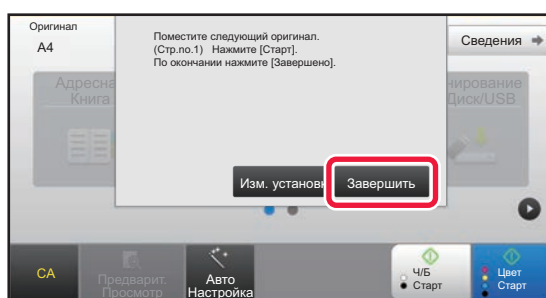 Оригинал
A4
Поместите следующий оригинал.
(Стр.no.1) Нажмите [Старт].
По окончании нажмите [Завершено].
Сведения
Адресна
Книга
нирование
Диск/USB
Изм. установк
Завершить
CA
Предварит.
Просмотр
Авто
Настройка
Ч/Б
Старт
Цвет
Старт